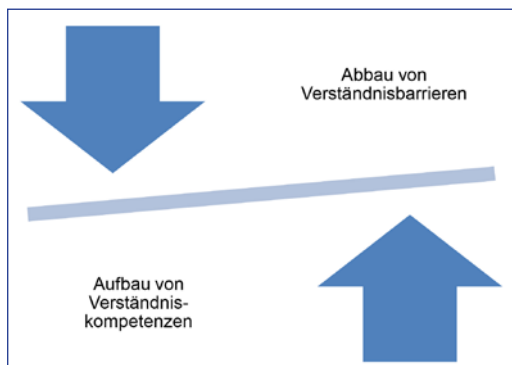 Abbau von
Verständnisbarrieren
Aufbau von
Verständnis-
kompetenzen